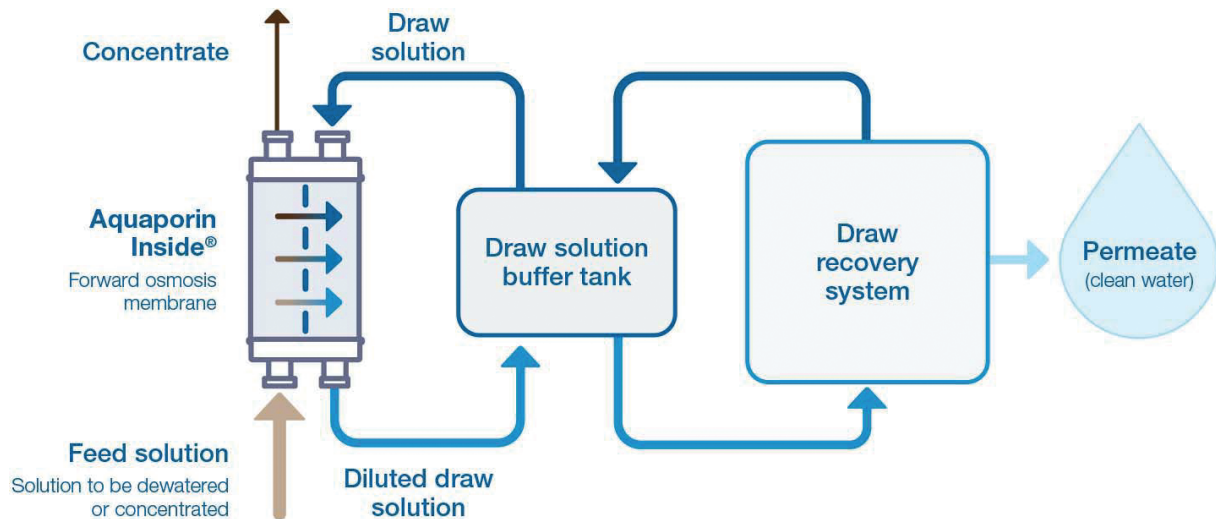 Concentrate
Draw
solution
Aquaporin
Inside®
Forward osmosis
membrane
Draw solution
buffer tank
Draw
recovery
system
Permeate
(clean water)
Feed solution
Solution to be dewatered
or concentrated
Diluted draw
solution